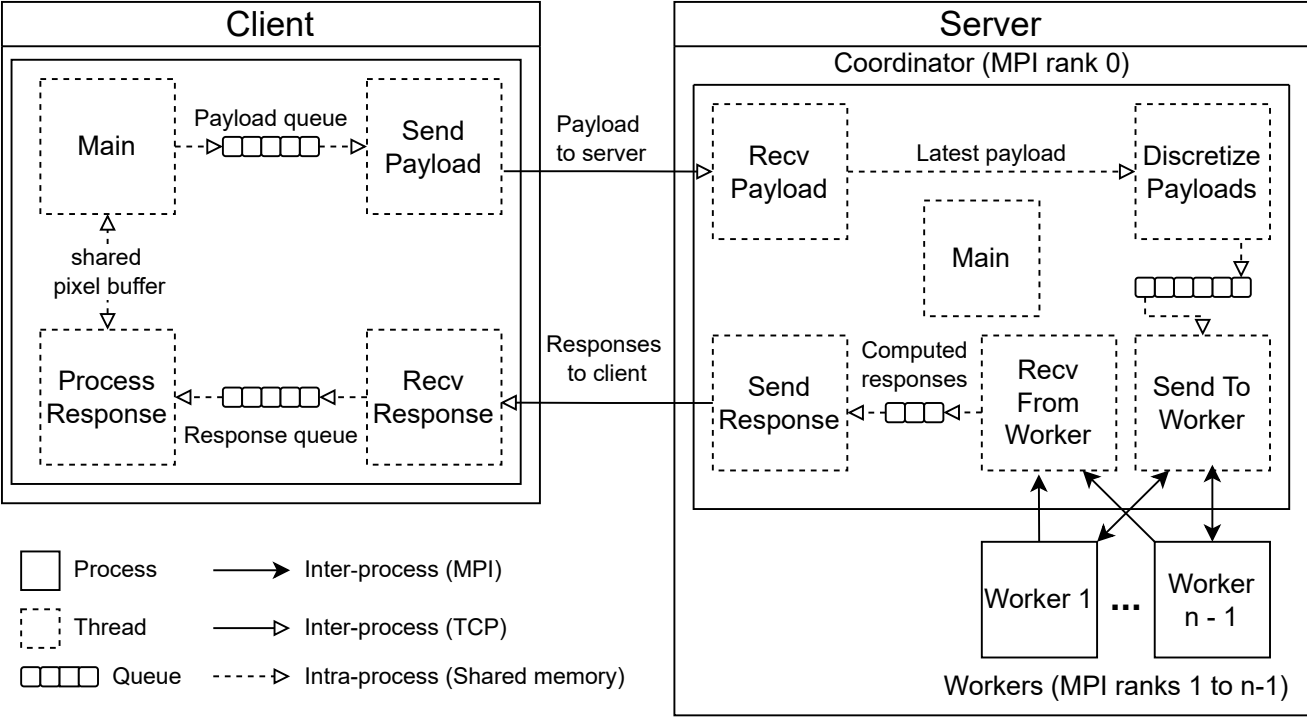 Client
Main
Payload queue
Send
Payload
shared
pixel buffer
Process
Response
Response queue
Recv
Response
Payload
to server
Responses
to client
Server
Coordinator (MPI rank 0)
Recv
Payload
Latest payload
Discretize
Payloads
Main
Send
Response
Computed
responses
Recv
From
Worker
Send To
Worker
Worker 1
...
Worker
n - 1
Workers (MPI ranks 1 to n-1)
Process
Inter-process (MPI)
Thread
Inter-process (TCP)
Queue
Intra-process (Shared memory)